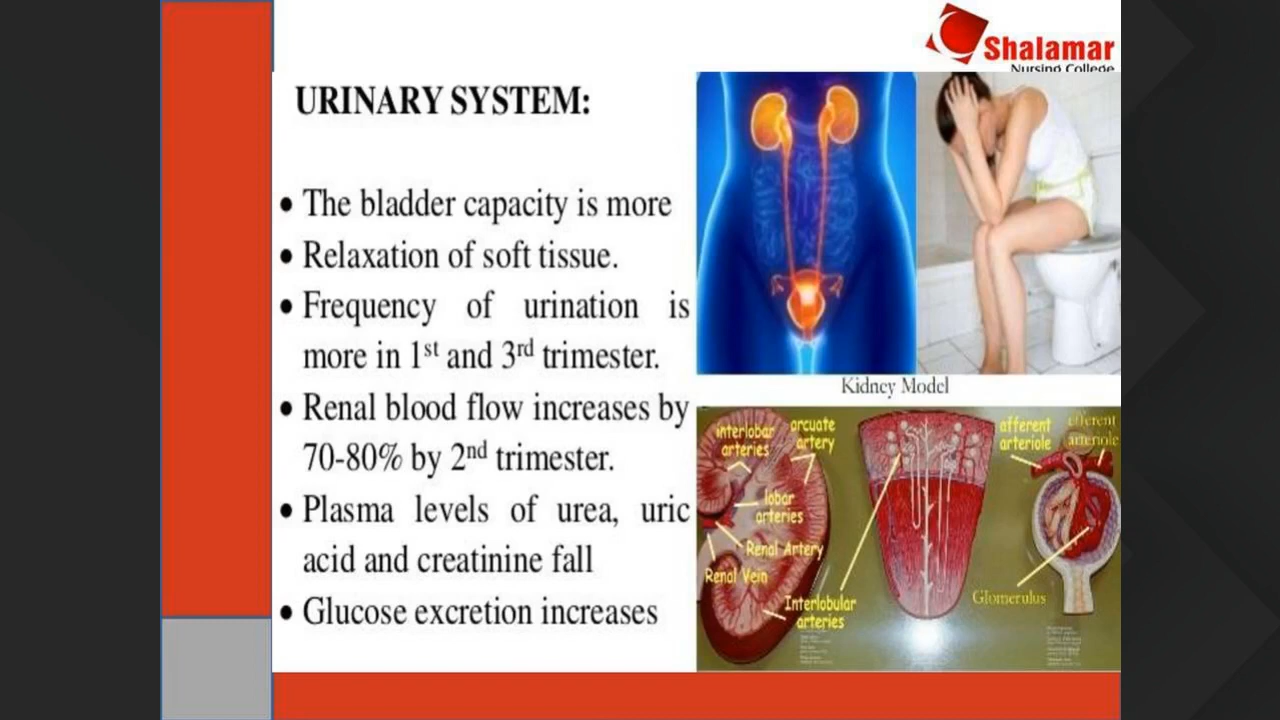 Shalamar
Nursing College
URINARY SYSTEM:
• The bladder capacity is more
• Relaxation of soft tissue.
• Frequency of urination is
more in 1st and 3rd trimester.
• Renal blood flow increases by
70-80% by 2nd trimester.
• Plasma levels of urea, uric
acid and creatinine fall
• Glucose excretion increases
Kidney Model
interlobar
arteries
arcuate
artery
lobar
arteries
Renal Artery
Renal Vein
Interlobular
arteries
afferent
arteriole
efferent
arteriole
Glomerulus